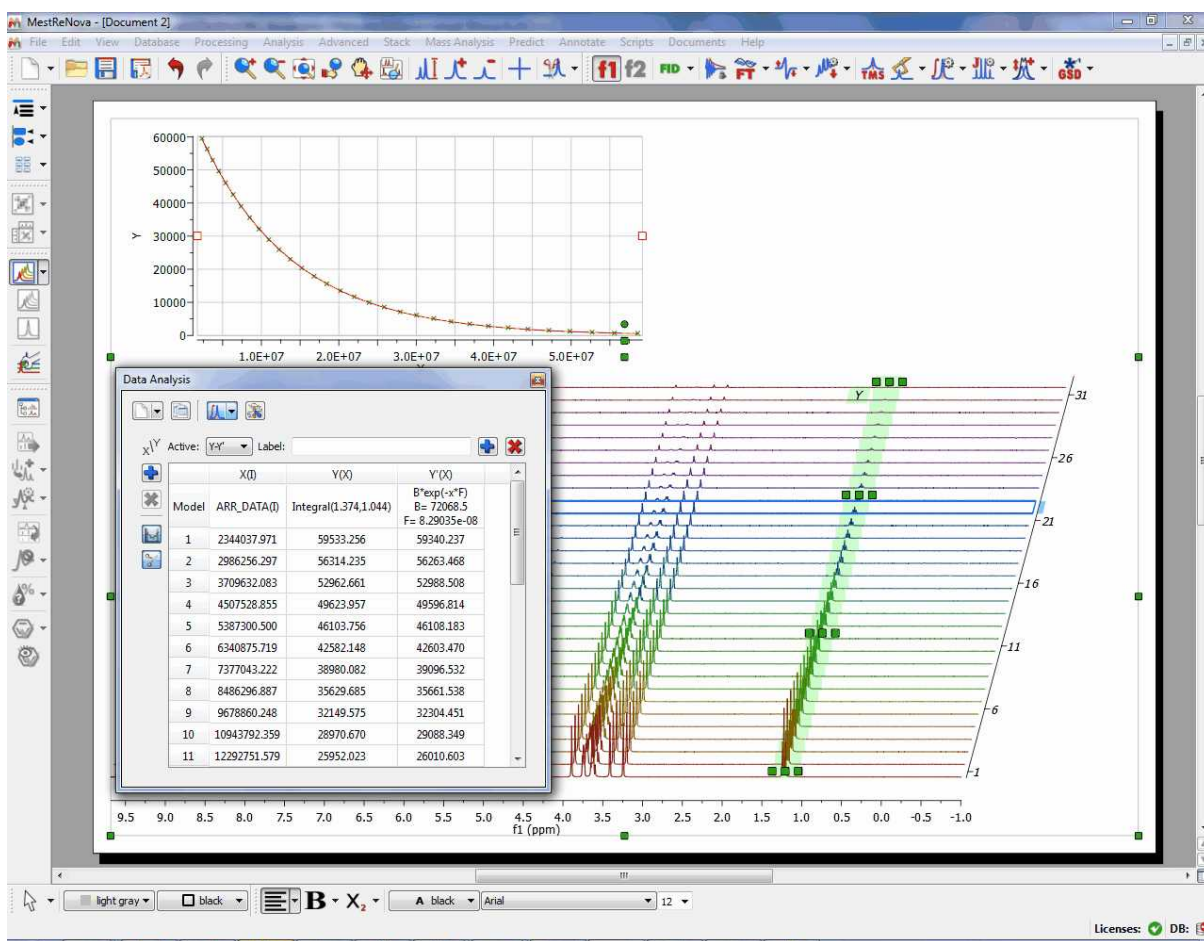 MestReNova - [Document 2]
File Edit View Database Processing Analysis Advanced Stack Mass Analysis Predict Annotate Scripts Documents Help
f1 f2 FID FT TMS GSD
60000
50000
40000
30000
20000
10000
0
Y
1.0E+07 2.0E+07 3.0E+07 4.0E+07 5.0E+07
Data Analysis
Active: Y-Y' Label:
X(I) Y(X) Y'(X)
Model ARR_DATA(I) Integral(1.374,1.044) B*exp(-x*F)
B= 72068.5
F= 8.29035e-08
1 2344037.971 59533.256 59340.237
2 2986256.297 56314.235 56263.468
3 3709632.083 52962.661 52988.508
4 4507528.855 49623.957 49596.814
5 5387300.500 46103.756 46108.183
6 6340875.719 42582.148 42603.470
7 7377043.222 38980.082 39096.532
8 8486296.887 35629.685 35661.538
9 9678860.248 32149.575 32304.451
10 10943792.359 28970.670 29088.349
11 12292751.579 25952.023 26010.603
Y
31
26
21
16
11
6
1
9.5 9.0 8.5 8.0 7.5 7.0 6.5 6.0 5.5 5.0 4.5 4.0 3.5 3.0 2.5 2.0 1.5 1.0 0.5 0.0 -0.5 -1.0
f1 (ppm)
light gray black B X2 A black Arial 12
Licenses: DB: